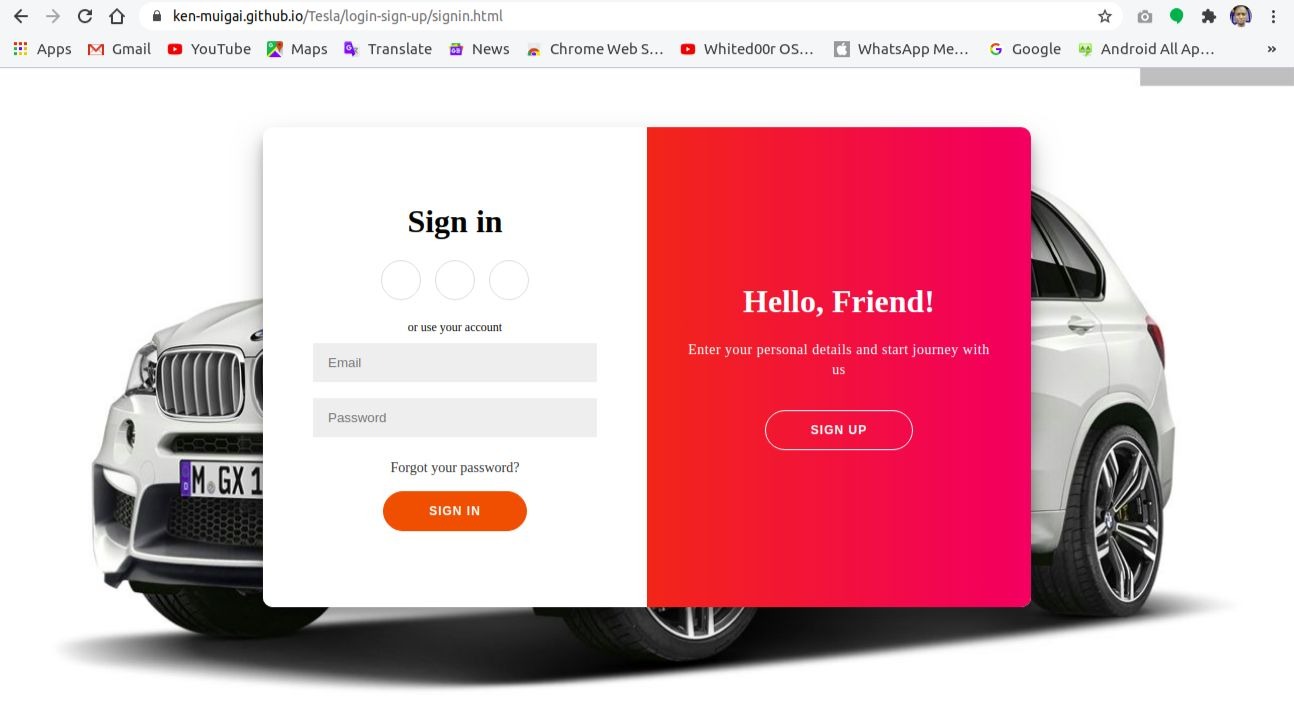 ken-muigai.github.io/Tesla/login-sign-up/signin.html
Apps Gmail YouTube Maps Translate News Chrome Web S… Whited00r OS… WhatsApp Me… Google Android All Ap… »
Sign in
or use your account
Email
Password
Forgot your password?
SIGN IN
Hello, Friend!
Enter your personal details and start journey with
us
SIGN UP
M GX 1